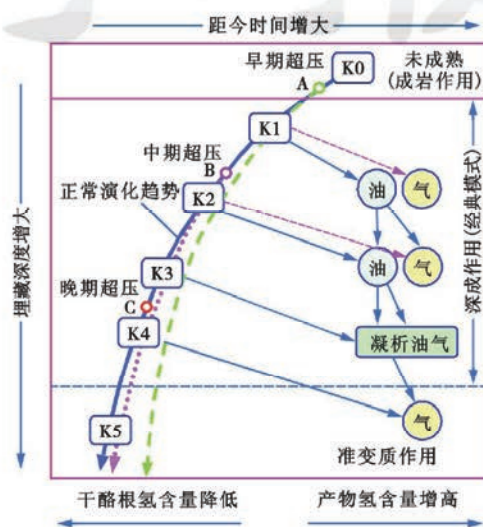 距今时间增大
早期超压
K0
未成熟
(成岩作用)
A
K1
中期超压
B
油
气
K2
正常演化趋势
K3
油
气
晚期超压
C
K4
凝析油气
K5
气
准变质作用
埋藏深度增大
深成作用(经典模式)
干酪根氢含量降低
产物氢含量增高